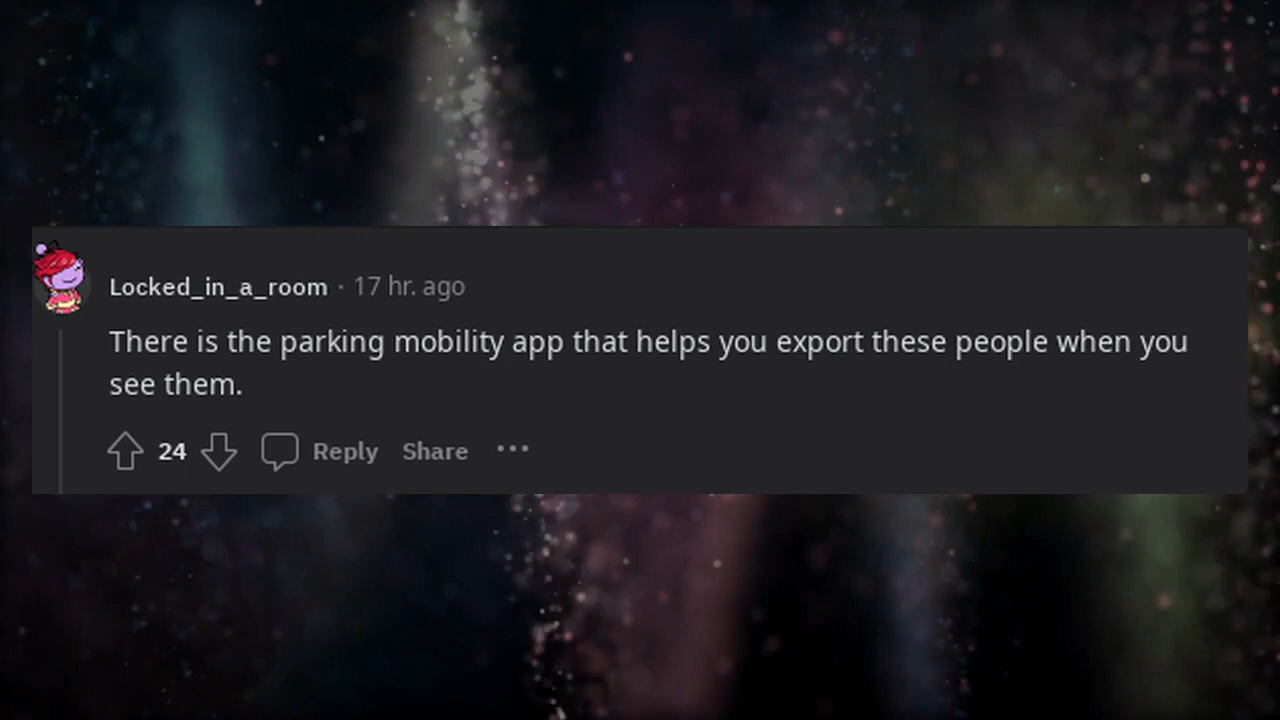 Locked_in_a_room · 17 hr. ago
There is the parking mobility app that helps you export these people when you
see them.
24 Reply Share ···